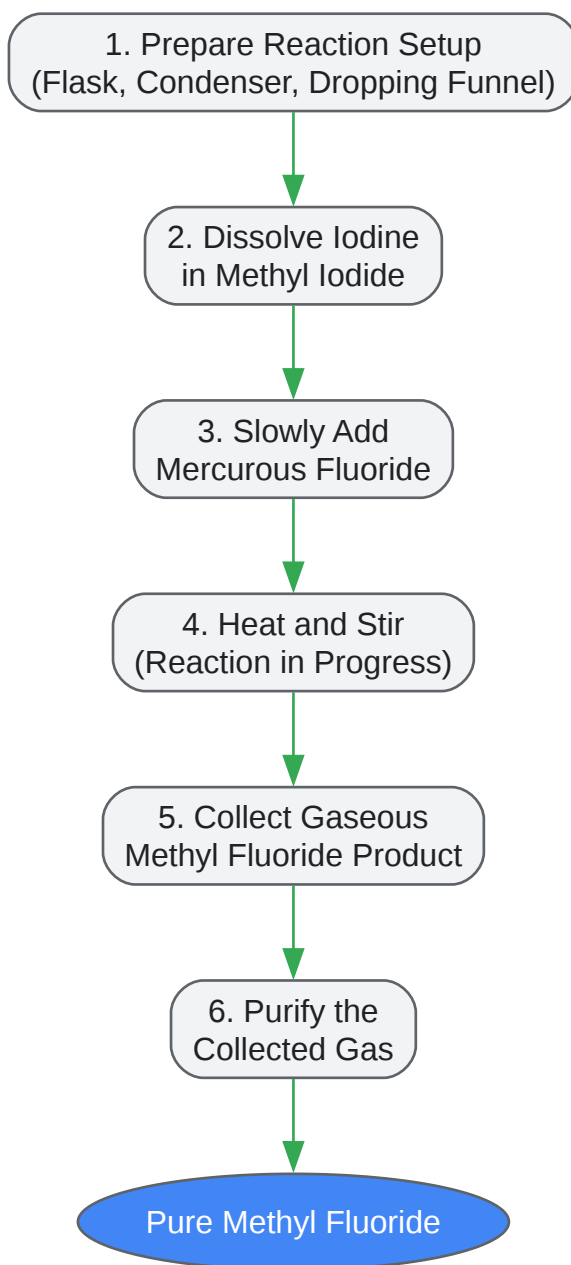 1. Prepare Reaction Setup
(Flask, Condenser, Dropping Funnel)
2. Dissolve Iodine
in Methyl Iodide
3. Slowly Add
Mercurous Fluoride
4. Heat and Stir
(Reaction in Progress)
5. Collect Gaseous
Methyl Fluoride Product
6. Purify the
Collected Gas
Pure Methyl Fluoride